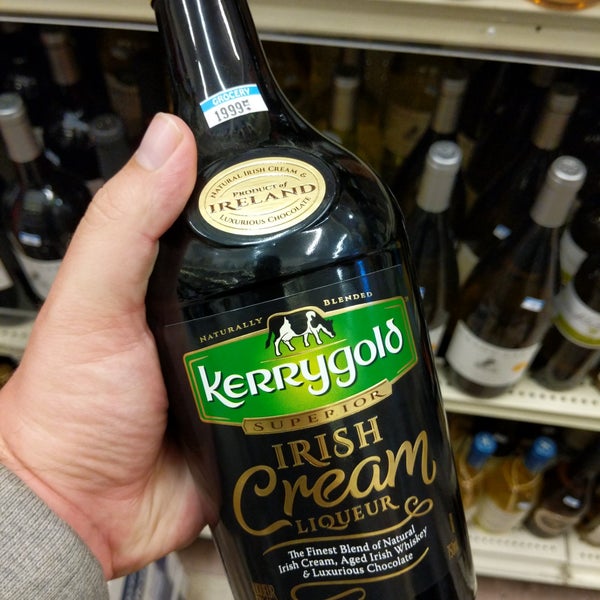 GROCERY
NATURAL IRISH CREAM &
PRODUCT of
IRELAND
LUXURIOUS CHOCOLATE
NATURALLY BLENDED
Kerrygold
SUPERIOR
IRISH
Cream
LIQUEUR
The Finest Blend of Natural
Irish Cream, Aged Irish Whiskey
& Luxurious Chocolate